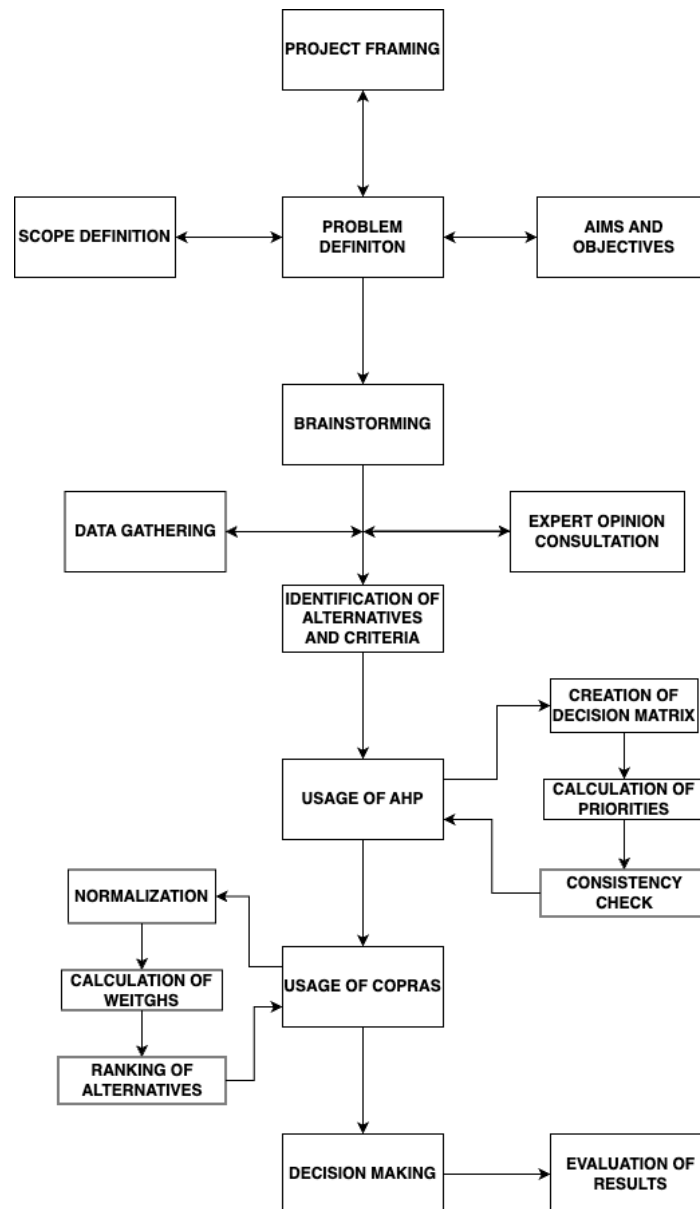 PROJECT FRAMING
SCOPE DEFINITION
PROBLEM
DEFINITON
AIMS AND
OBJECTIVES
BRAINSTORMING
DATA GATHERING
EXPERT OPINION
CONSULTATION
IDENTIFICATION OF
ALTERNATIVES
AND CRITERIA
CREATION OF
DECISION MATRIX
USAGE OF AHP
CALCULATION OF
PRIORITIES
CONSISTENCY
CHECK
NORMALIZATION
USAGE OF COPRAS
CALCULATION OF
WEITGHS
RANKING OF
ALTERNATIVES
DECISION MAKING
EVALUATION OF
RESULTS